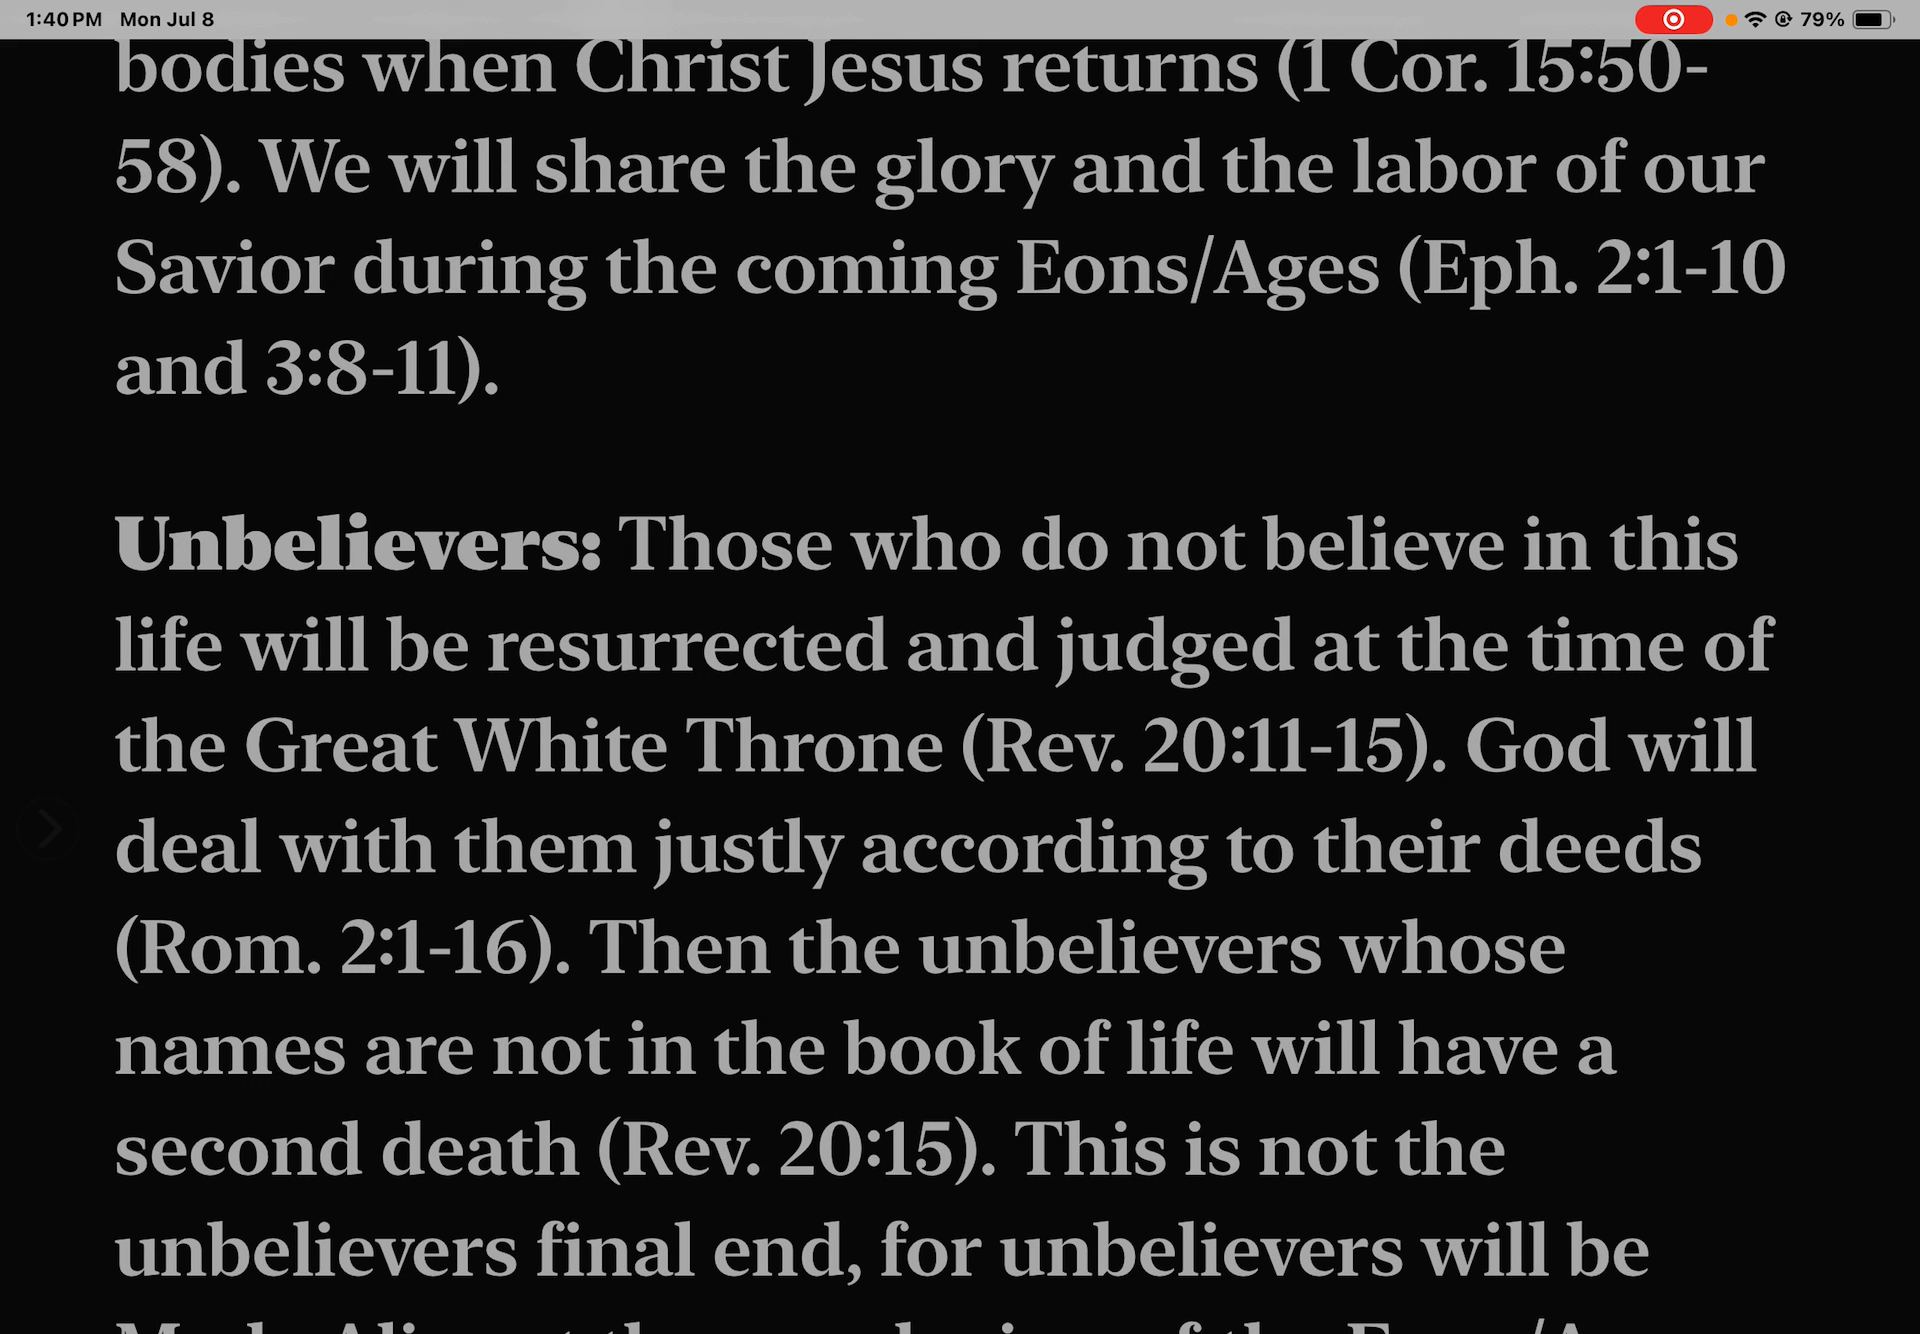 1:40 PM Mon Jul 8 79%
bodies when Christ Jesus returns (1 Cor. 15:50-
58). We will share the glory and the labor of our
Savior during the coming Eons/Ages (Eph. 2:1-10
and 3:8-11).
Unbelievers: Those who do not believe in this
life will be resurrected and judged at the time of
the Great White Throne (Rev. 20:11-15). God will
deal with them justly according to their deeds
(Rom. 2:1-16). Then the unbelievers whose
names are not in the book of life will have a
second death (Rev. 20:15). This is not the
unbelievers final end, for unbelievers will be